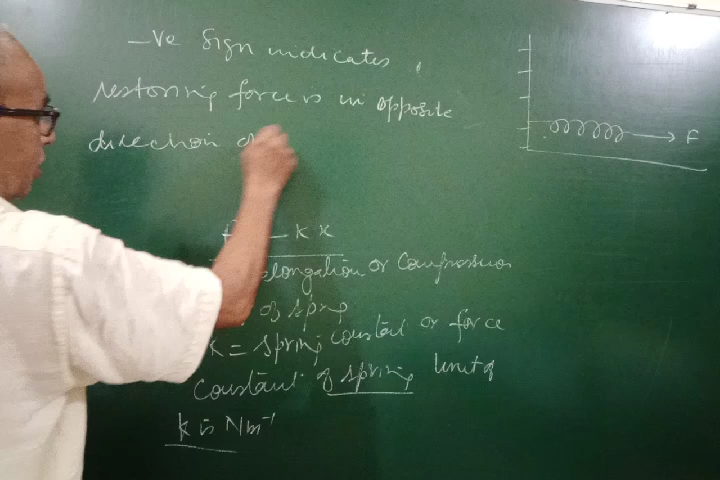 -Ve Sign indicates,
restoring force is in opposite
direction o
F
F = - K x
elongation or Compression
of spring
K = spring constant or force
constant of spring Unit of
k is Nm⁻¹